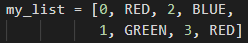 my_list = [0, RED, 2, BLUE,
1, GREEN, 3, RED]